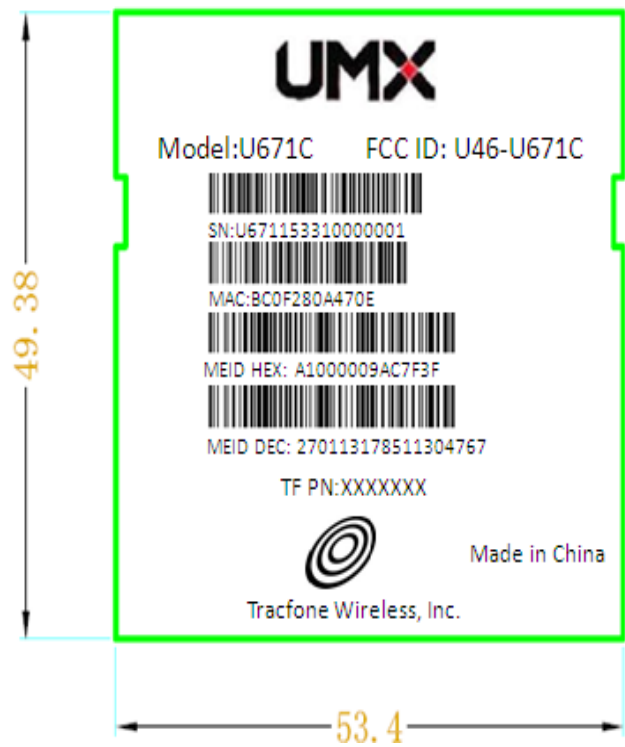 UMX
Model:U671C FCC ID: U46-U671C
SN:U671153310000001
MAC:BC0F280A470E
MEID HEX: A1000009AC7F3F
MEID DEC: 270113178511304767
TF PN:XXXXXXX
Made in China
Tracfone Wireless, Inc.
49.38
53.4